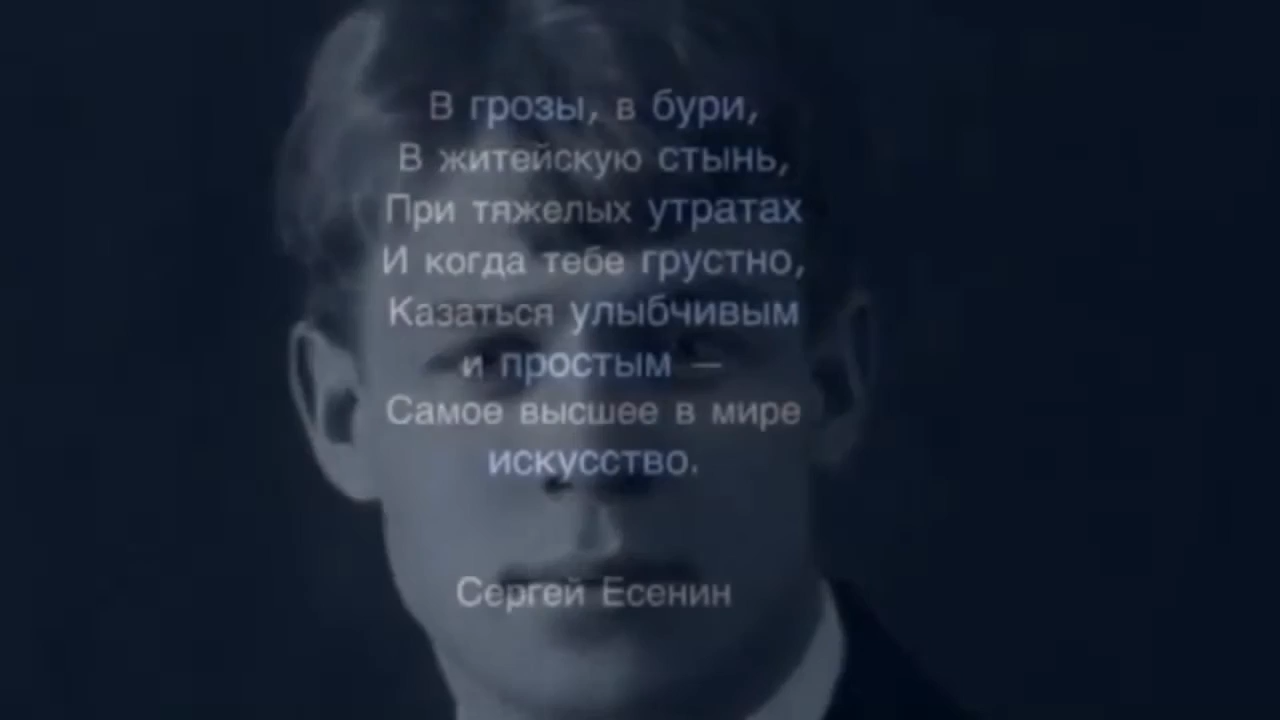 В грозы, в бури,
В житейскую стынь,
При тяжелых утратах
И когда тебе грустно,
Казаться улыбчивым
и простым —
Самое высшее в мире
искусство.
Сергей Есенин